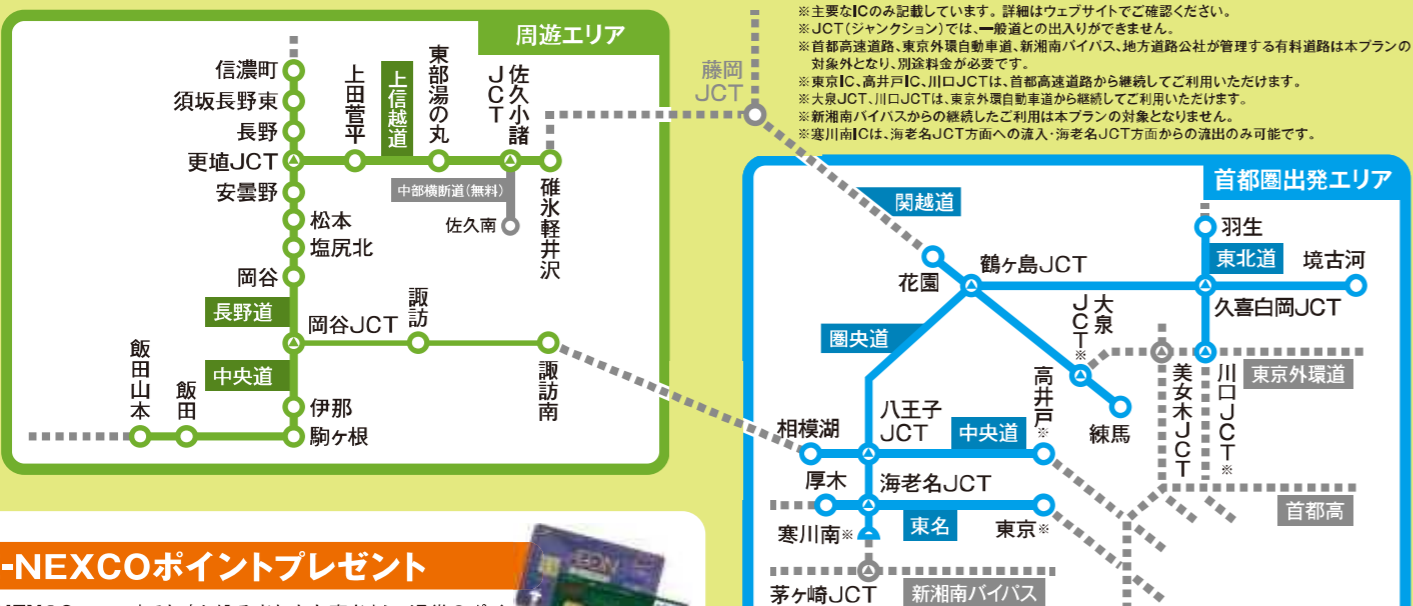 ※主要なICのみ記載しています。詳細はウェブサイトでご確認ください。
※JCT(ジャンクション)では、一般道との出入りができません。
※首都高速道路、東京外環自動車道、新湘南バイパス、地方道路公社が管理する有料道路は本プランの
対象外となり、別途料金が必要です。
※東京IC、高井戸IC、川口JCTは、首都高速道路から継続してご利用いただけます。
※大泉JCT、川口JCTは、東京外環自動車道から継続してご利用いただけます。
※新湘南バイパスからの継続したご利用は本プランの対象となりません。
※寒川南ICは、海老名JCT方面への流入・海老名JCT方面からの流出のみ可能です。
周遊エリア
信濃町
須坂長野東
長野
更埴JCT
安曇野
松本
塩尻北
岡谷
長野道
岡谷JCT
中央道
伊那
駒ヶ根
飯田
飯田山本
上田菅平
上信越道
東部湯の丸
佐久小諸
JCT
中部横断道(無料)
佐久南
碓氷軽井沢
諏訪
諏訪南
藤岡
JCT
首都圏出発エリア
関越道
花園
鶴ヶ島JCT
羽生
東北道
境古河
久喜白岡JCT
圏央道
大泉
JCT※
練馬
美女木JCT
川口JCT※
東京外環道
首都高
相模湖
八王子
JCT
中央道
高井戸※
厚木
海老名JCT
寒川南※
東名
東京※
茅ヶ崎JCT
新湘南バイパス
-NEXCOポイントプレゼント